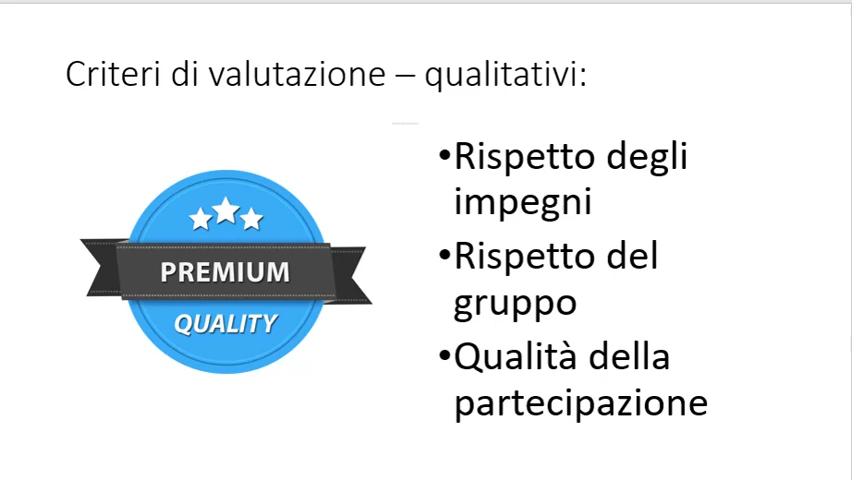 Criteri di valutazione – qualitativi:
•Rispetto degli
impegni
•Rispetto del
gruppo
•Qualità della
partecipazione
PREMIUM
QUALITY